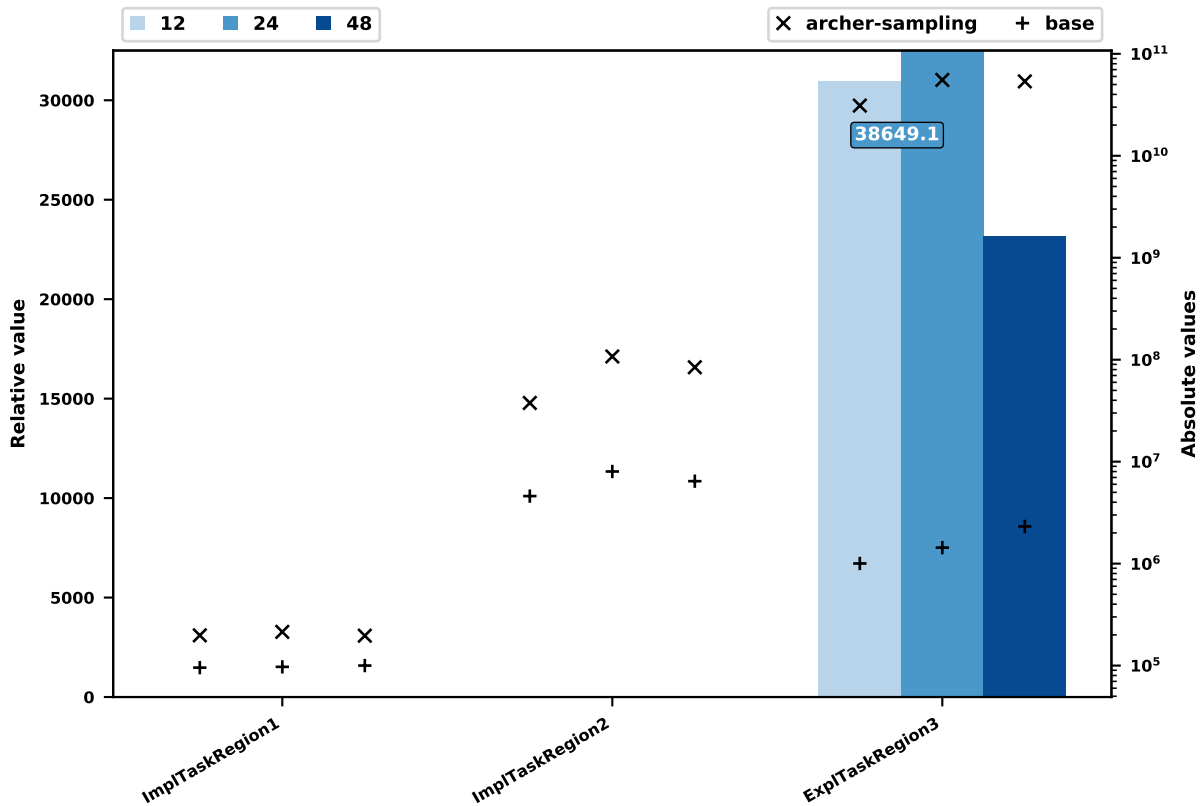 12 24 48
archer-sampling base
Relative value
30000
25000
20000
15000
10000
5000
0
38649.1
10¹¹
10¹⁰
10⁹
10⁸
10⁷
10⁶
10⁵
Absolute values
ImplTaskRegion1
ImplTaskRegion2
ExplTaskRegion3